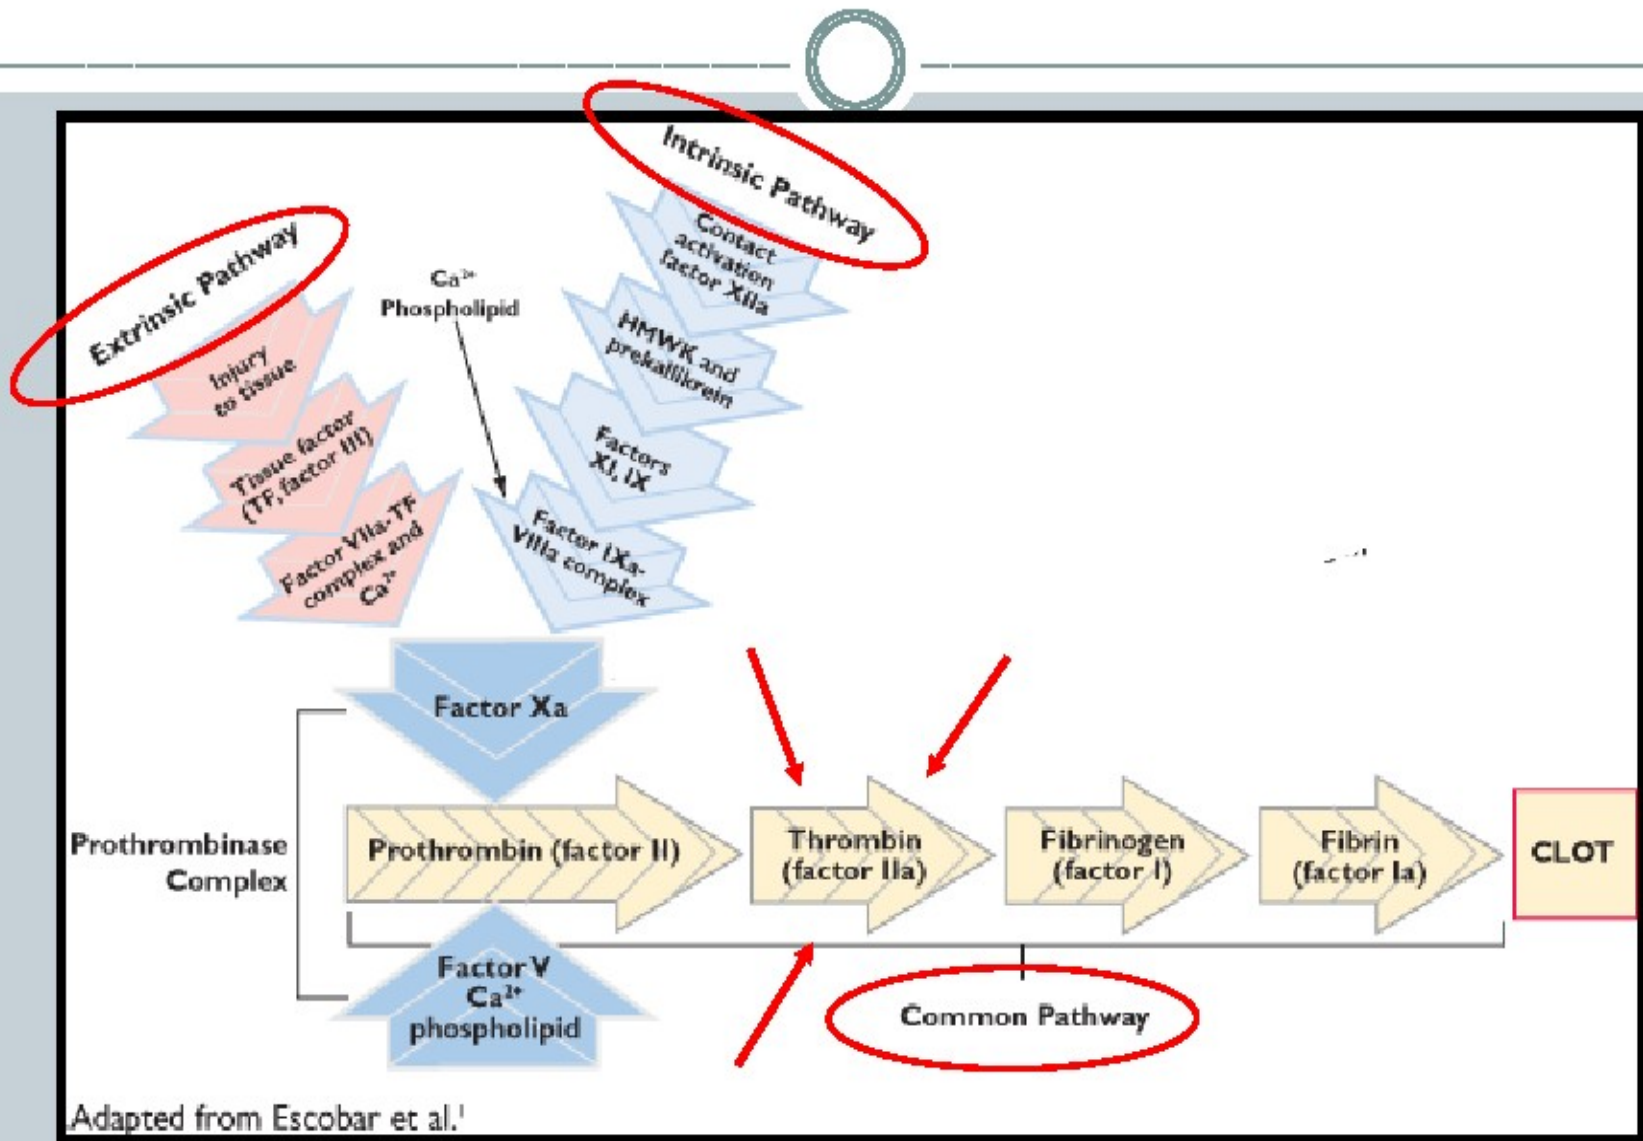 Intrinsic Pathway
Contact
activation
factor XIIa
HMWK and
prekallikrein
Factors
XI, IX
Factor IXa-
VIIIa complex
Extrinsic Pathway
Injury
to tissue
Tissue factor
(TF, factor III)
Factor VIIa-TF
complex and
Ca²⁺
Ca²⁺
Phospholipid
Factor Xa
Prothrombinase
Complex
Prothrombin (factor II)
Thrombin
(factor IIa)
Fibrinogen
(factor I)
Fibrin
(factor Ia)
CLOT
Factor V
Ca²⁺
phospholipid
Common Pathway
Adapted from Escobar et al.¹